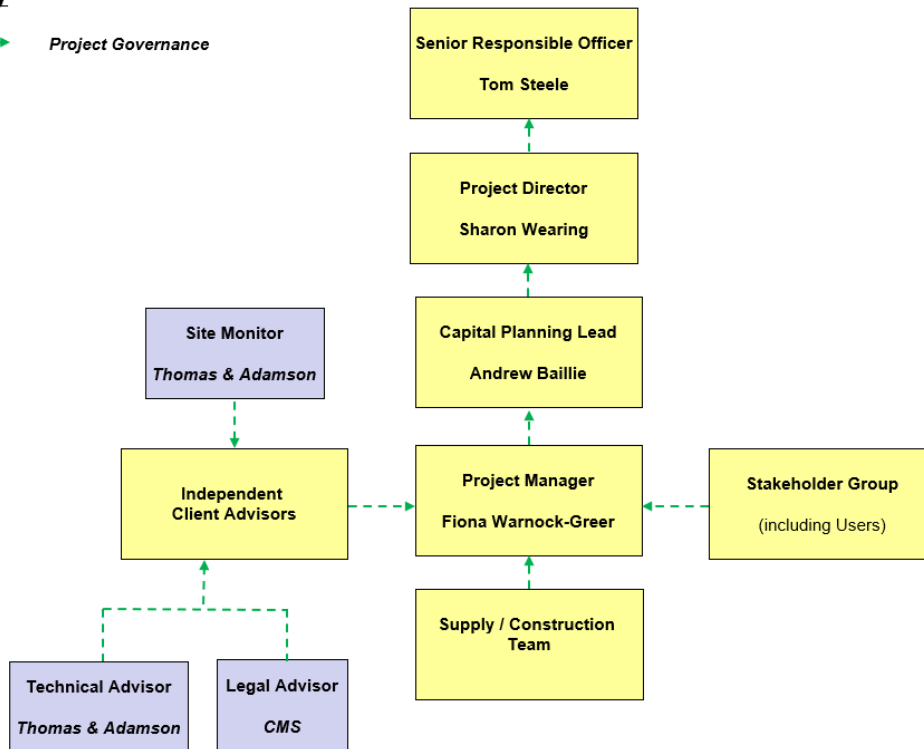 Project Governance
Senior Responsible Officer
Tom Steele
Project Director
Sharon Wearing
Capital Planning Lead
Andrew Baillie
Site Monitor
Thomas & Adamson
Independent
Client Advisors
Project Manager
Fiona Warnock-Greer
Stakeholder Group
(including Users)
Supply / Construction
Team
Technical Advisor
Thomas & Adamson
Legal Advisor
CMS